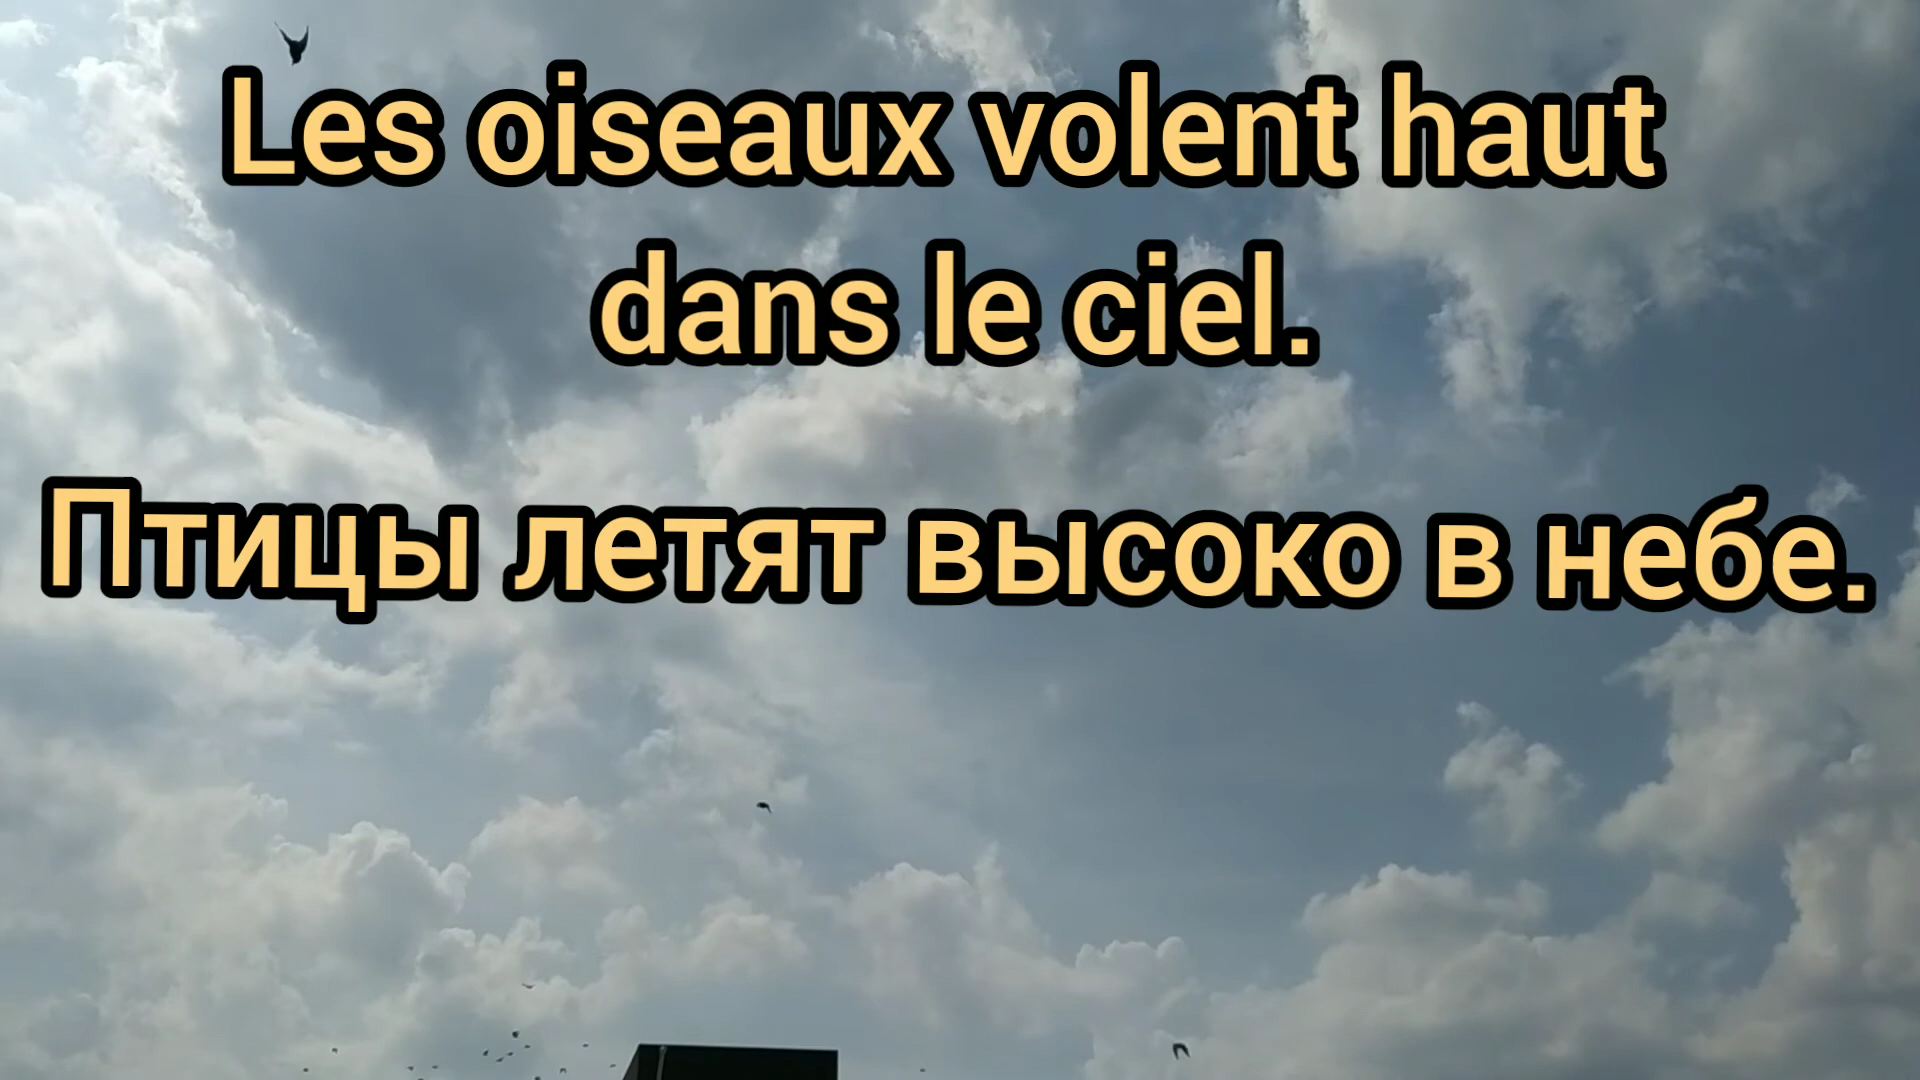 Les oiseaux volent haut
dans le ciel.
Птицы летят высоко в небе.